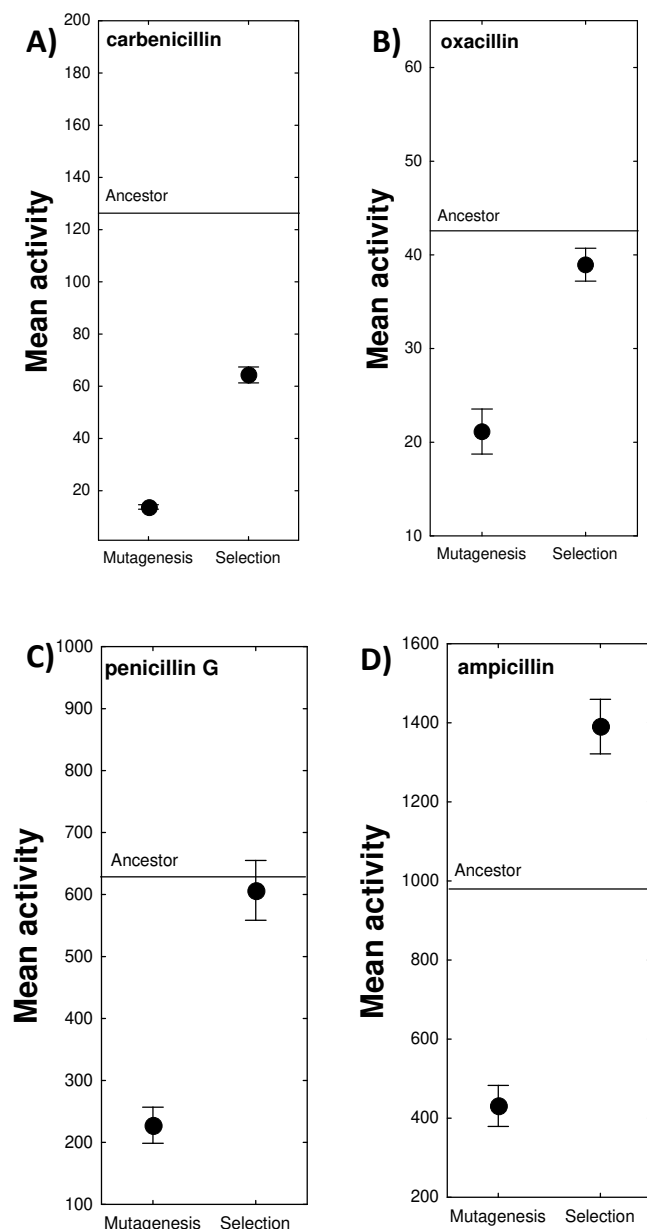 A)
carbenicillin
Mean activity
200
180
160
140
120
100
80
60
40
20
Ancestor
Mutagenesis Selection
B)
oxacillin
Mean activity
60
50
40
30
20
10
Ancestor
Mutagenesis Selection
C)
penicillin G
Mean activity
1000
900
800
700
600
500
400
300
200
100
Ancestor
Mutagenesis Selection
D)
ampicillin
Mean activity
1600
1400
1200
1000
800
600
400
200
Ancestor
Mutagenesis Selection